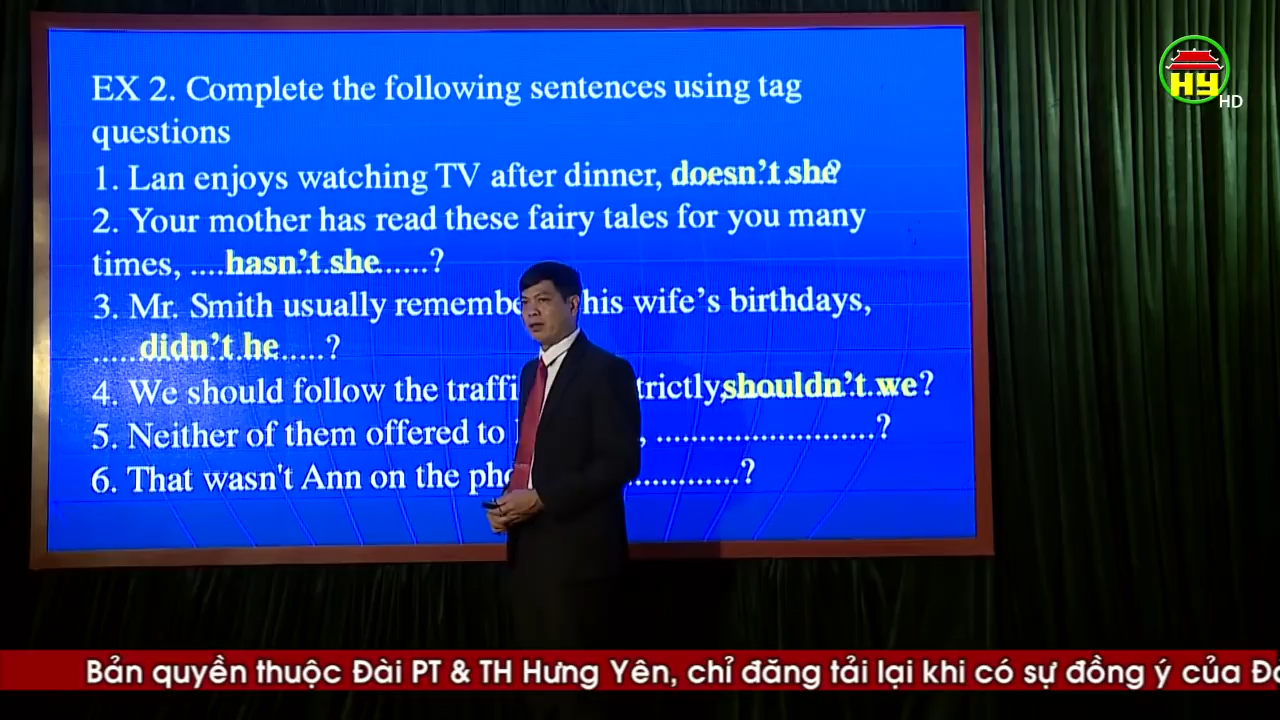 EX 2. Complete the following sentences using tag
questions
1. Lan enjoys watching TV after dinner, doesn't she?
2. Your mother has read these fairy tales for you many
times, ....hasn't she......?
3. Mr. Smith usually remembe his wife's birthdays,
.....didn't he.....?
4. We should follow the traffi trictly,shouldn't we?
5. Neither of them offered to , ........................?
6. That wasn't Ann on the pho ............?
HY
HD
Bản quyền thuộc Đài PT & TH Hưng Yên, chỉ đăng tải lại khi có sự đồng ý của Đ